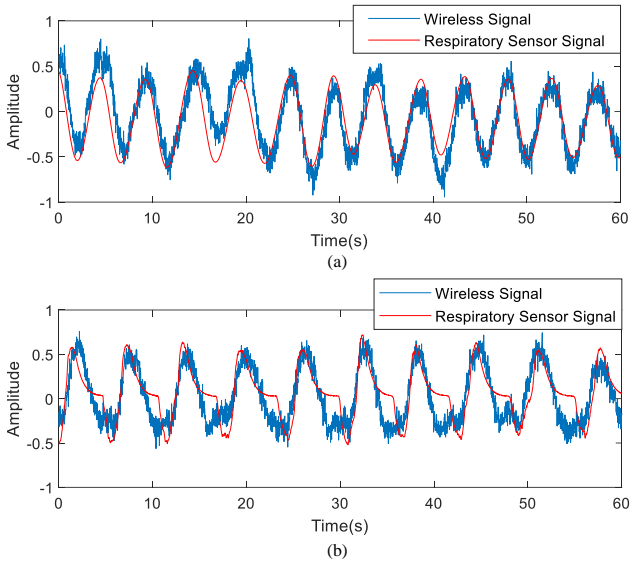 Wireless Signal
Respiratory Sensor Signal
1
0.5
0
-0.5
-1
Amplitude
0 10 20 30 40 50 60
Time(s)
(a)
Wireless Signal
Respiratory Sensor Signal
1
0.5
0
-0.5
-1
Amplitude
0 10 20 30 40 50 60
Time(s)
(b)